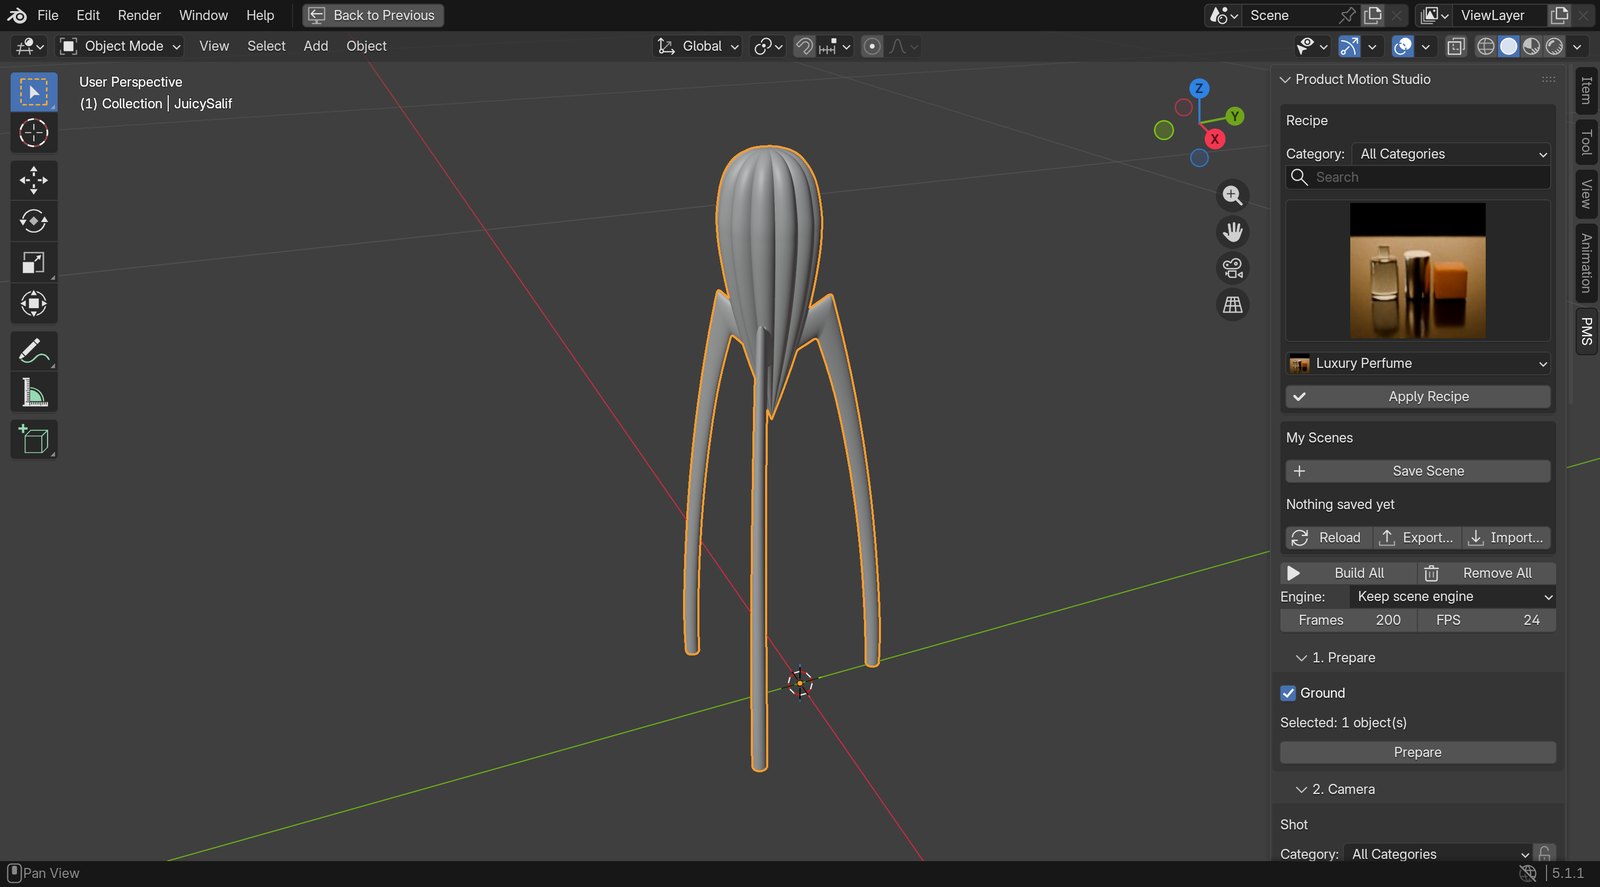 File Edit Render Window Help Back to Previous Scene ViewLayer
Object Mode View Select Add Object Global
User Perspective
(1) Collection | JuicySalif
Z
Y
X
Product Motion Studio
Recipe
Category: All Categories
Search
Luxury Perfume
Apply Recipe
My Scenes
Save Scene
Nothing saved yet
Reload Export... Import...
Build All Remove All
Engine: Keep scene engine
Frames 200 FPS 24
1. Prepare
Ground
Selected: 1 object(s)
Prepare
2. Camera
Shot
Category: All Categories
Item
Tool
View
Animation
PMS
Pan View 5.1.1